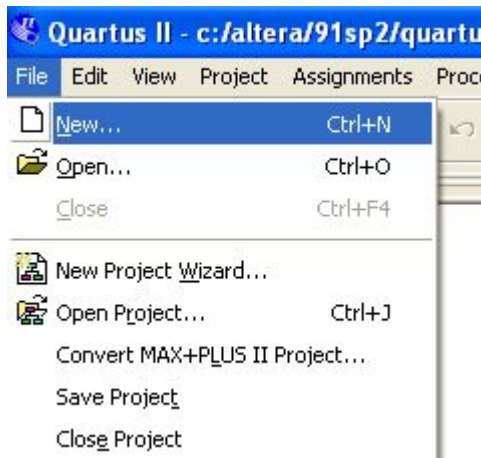 Quartus II - c:/altera/91sp2/quartu
File Edit View Project Assignments Proc
New... Ctrl+N
Open... Ctrl+O
Close Ctrl+F4
New Project Wizard...
Open Project... Ctrl+J
Convert MAX+PLUS II Project...
Save Project
Close Project